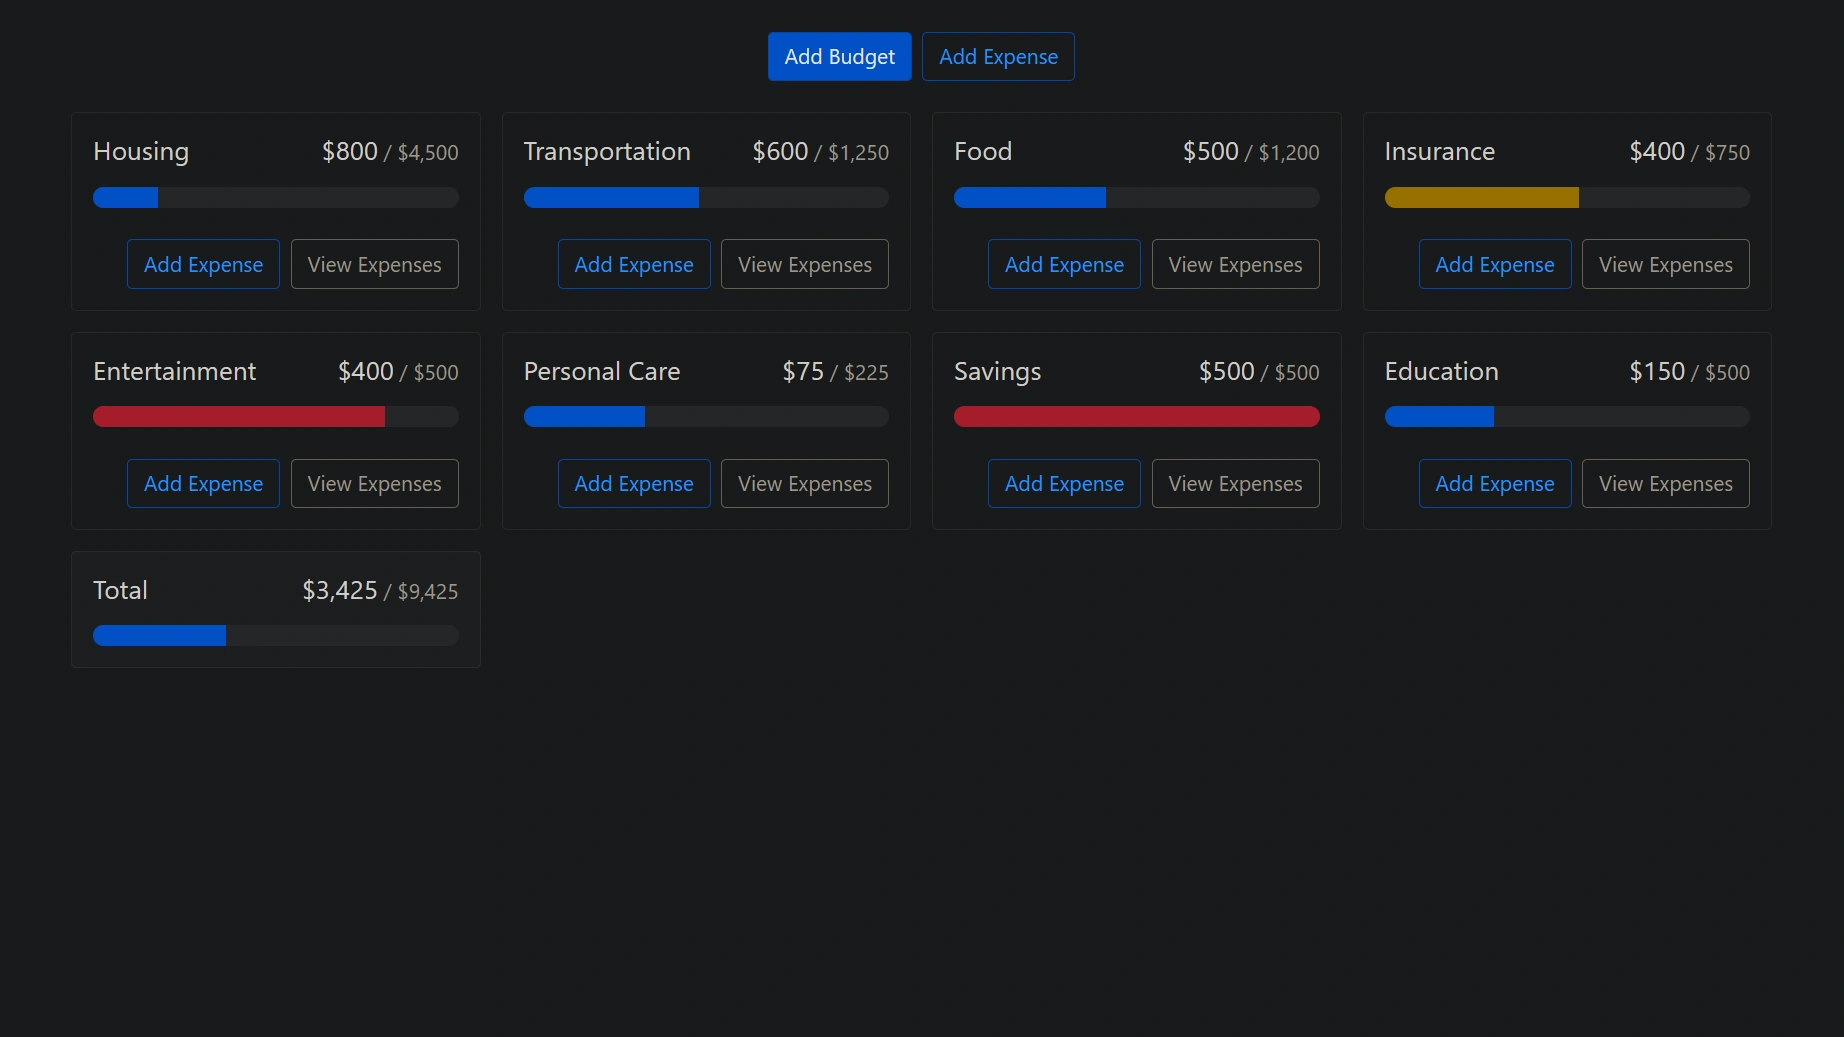 Add Budget Add Expense
Housing $800 / $4,500
Add Expense View Expenses
Transportation $600 / $1,250
Add Expense View Expenses
Food $500 / $1,200
Add Expense View Expenses
Insurance $400 / $750
Add Expense View Expenses
Entertainment $400 / $500
Add Expense View Expenses
Personal Care $75 / $225
Add Expense View Expenses
Savings $500 / $500
Add Expense View Expenses
Education $150 / $500
Add Expense View Expenses
Total $3,425 / $9,425